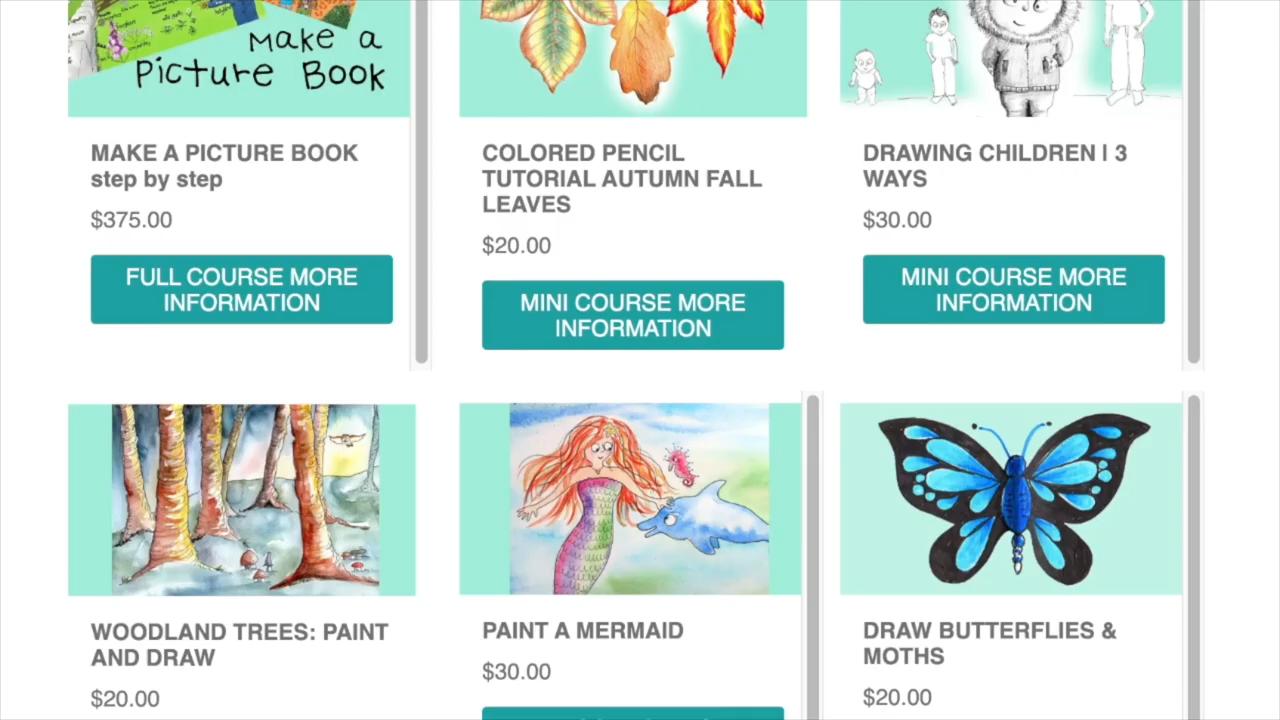 Make a
Picture Book
MAKE A PICTURE BOOK
step by step
$375.00
FULL COURSE MORE
INFORMATION
COLORED PENCIL
TUTORIAL AUTUMN FALL
LEAVES
$20.00
MINI COURSE MORE
INFORMATION
DRAWING CHILDREN I 3
WAYS
$30.00
MINI COURSE MORE
INFORMATION
WOODLAND TREES: PAINT
AND DRAW
$20.00
PAINT A MERMAID
$30.00
DRAW BUTTERFLIES &
MOTHS
$20.00